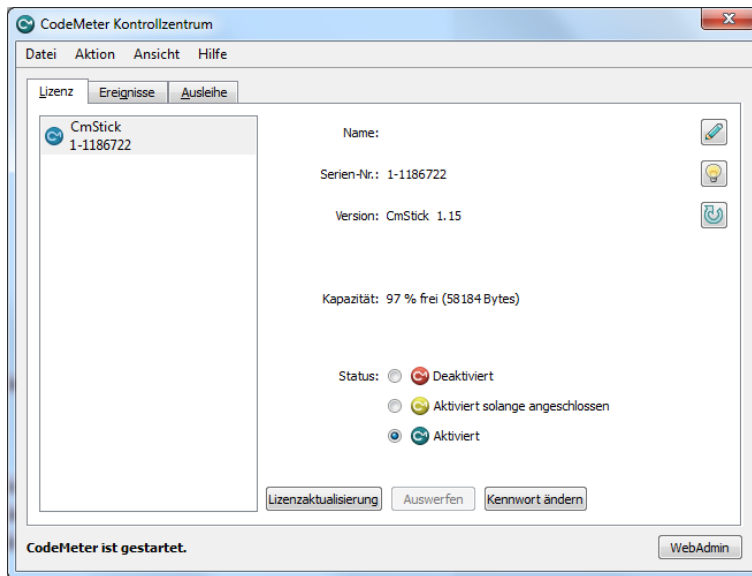 CodeMeter Kontrollzentrum
Datei Aktion Ansicht Hilfe
Lizenz Ereignisse Ausleihe
CmStick
1-1186722
Name:
Serien-Nr.: 1-1186722
Version: CmStick 1.15
Kapazität: 97 % frei (58184 Bytes)
Status: Deaktiviert
Aktiviert solange angeschlossen
Aktiviert
Lizenzaktualisierung Auswerfen Kennwort ändern
CodeMeter ist gestartet. WebAdmin